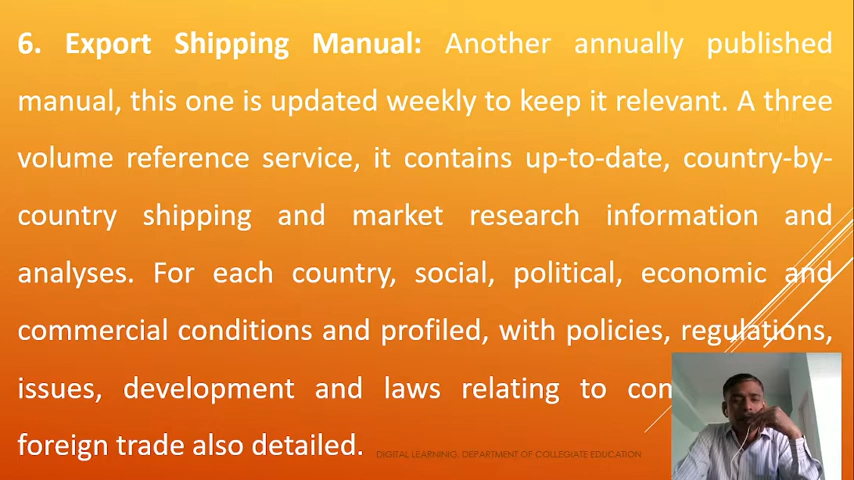 6. Export Shipping Manual: Another annually published
manual, this one is updated weekly to keep it relevant. A three
volume reference service, it contains up-to-date, country-by-
country shipping and market research information and
analyses. For each country, social, political, economic and
commercial conditions and profiled, with policies, regulations,
issues, development and laws relating to
foreign trade also detailed.
DIGITAL LEARNINIG. DEPARTMENT OF COLLEGIATE EDUCATION